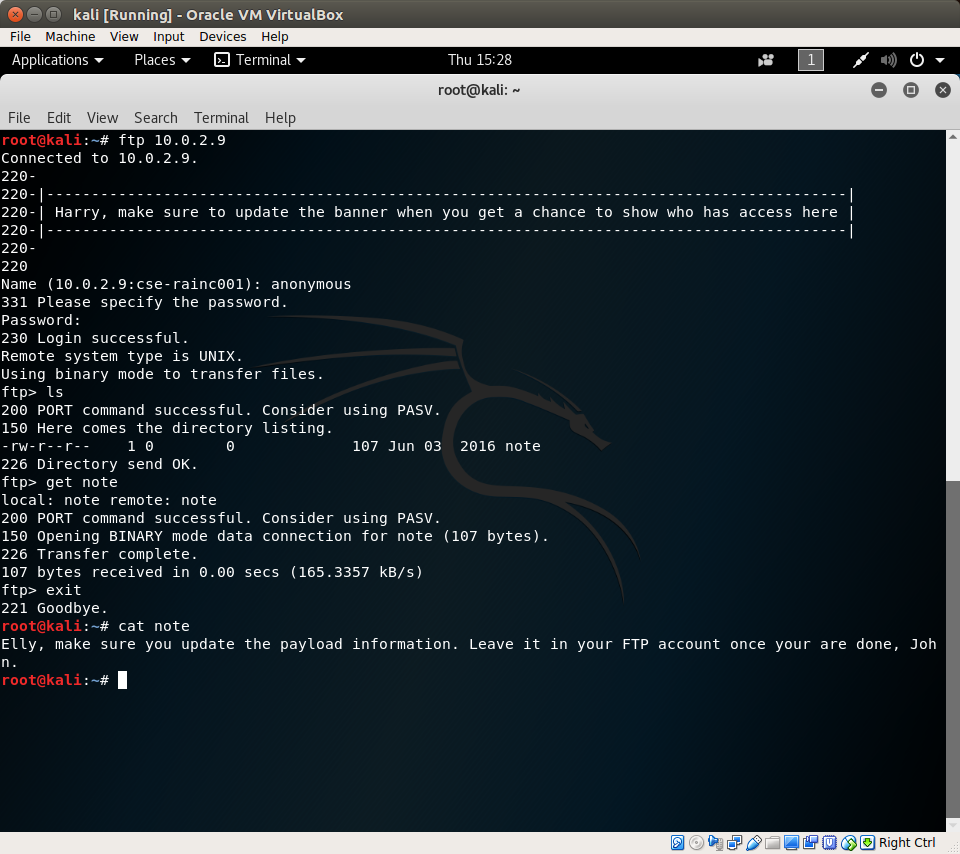 kali [Running] - Oracle VM VirtualBox
File Machine View Input Devices Help
Applications Places Terminal Thu 15:28 1
root@kali: ~
File Edit View Search Terminal Help
root@kali:~# ftp 10.0.2.9
Connected to 10.0.2.9.
220-
220-|-----------------------------------------------------------------------------------------|
220-| Harry, make sure to update the banner when you get a chance to show who has access here |
220-|-----------------------------------------------------------------------------------------|
220-
220
Name (10.0.2.9:cse-rainc001): anonymous
331 Please specify the password.
Password:
230 Login successful.
Remote system type is UNIX.
Using binary mode to transfer files.
ftp> ls
200 PORT command successful. Consider using PASV.
150 Here comes the directory listing.
-rw-r--r--    1 0        0             107 Jun 03  2016 note
226 Directory send OK.
ftp> get note
local: note remote: note
200 PORT command successful. Consider using PASV.
150 Opening BINARY mode data connection for note (107 bytes).
226 Transfer complete.
107 bytes received in 0.00 secs (165.3357 kB/s)
ftp> exit
221 Goodbye.
root@kali:~# cat note
Elly, make sure you update the payload information. Leave it in your FTP account once your are done, Joh
n.
root@kali:~#
Right Ctrl